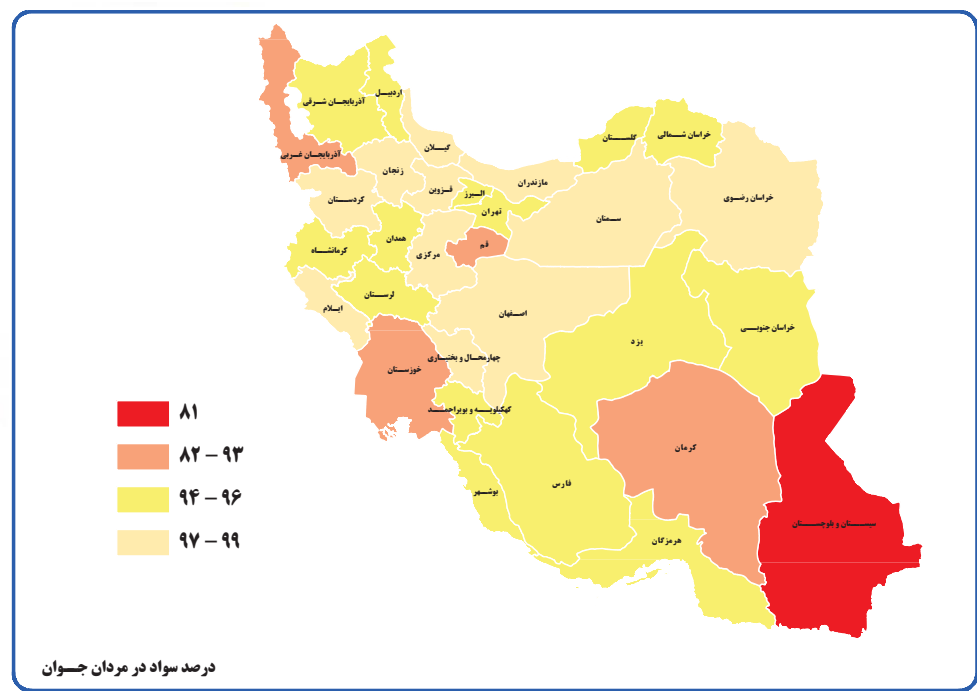 اردبیل
آذربایجان شرقی
خراسان شمالی
گلستان
گیلان
آذربایجان غربی
زنجان
مازندران
قزوین
البرز
خراسان رضوی
کردستان
تهران
سمنان
همدان
قم
کرمانشاه
مرکزی
لرستان
ایلام
اصفهان
خراسان جنوبی
یزد
چهارمحال و بختیاری
خوزستان
کهکیلویه و بویراحمد
کرمان
فارس
بوشهر
سیستان و بلوچستان
هرمزگان
۸۱
۸۲ – ۹۳
۹۴ – ۹۶
۹۷ – ۹۹
درصد سواد در مردان جوان